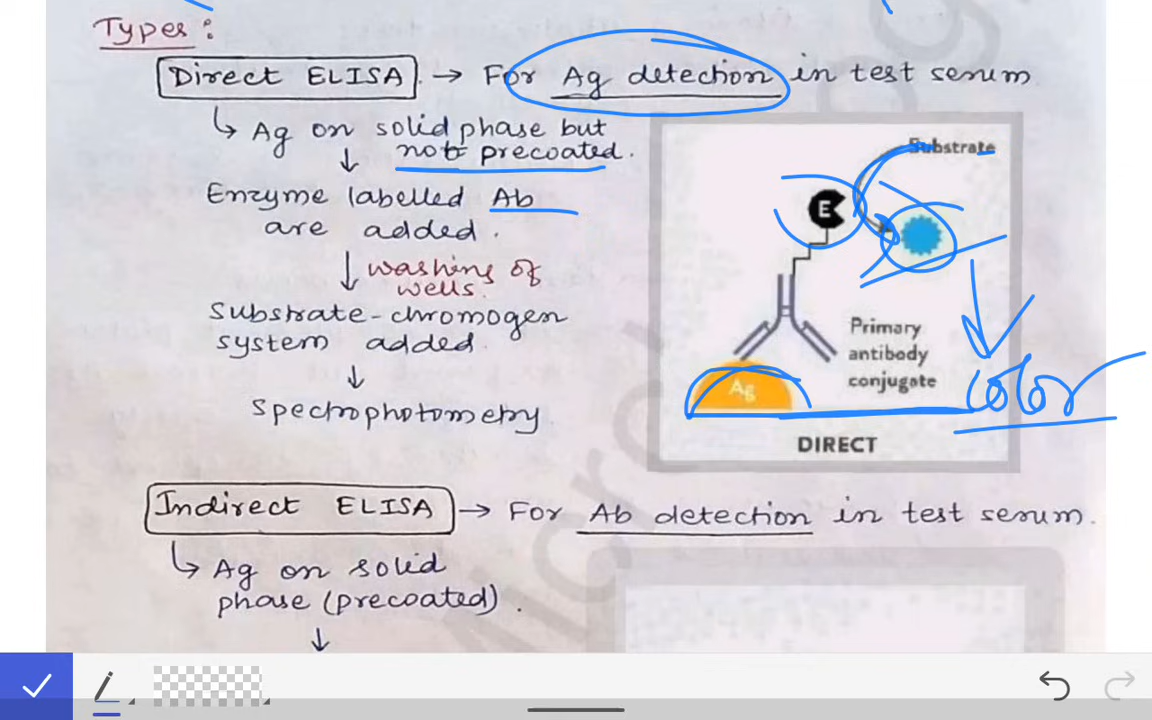 Types :
Direct ELISA → For Ag detection in test serum
↳ Ag on solid phase but
not precoated.
↓
Enzyme labelled Ab
are added.
↓ washing of
wells.
Substrate-chromogen
system added.
↓
Spectrophotometry
Substrate
E
Primary
antibody
conjugate
Ag
color
DIRECT
Indirect ELISA → For Ab detection in test serum.
↳ Ag on solid
phase (precoated).
↓